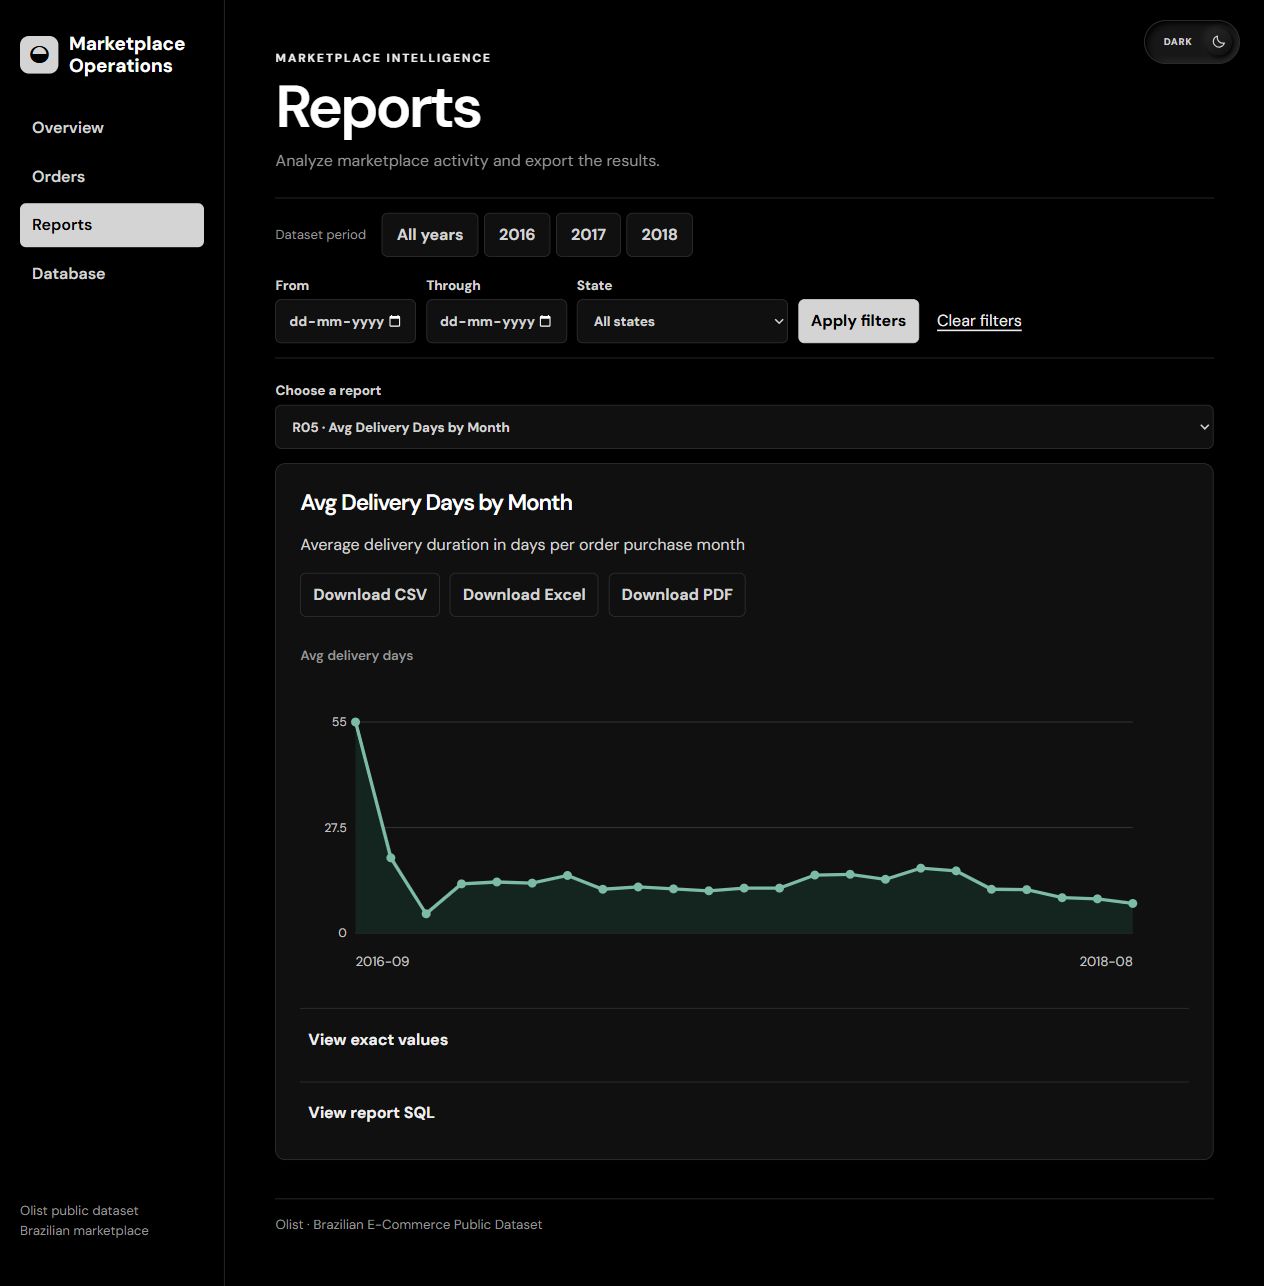 Marketplace
Operations
Overview
Orders
Reports
Database
Olist public dataset
Brazilian marketplace
DARK
MARKETPLACE INTELLIGENCE
Reports
Analyze marketplace activity and export the results.
Dataset period All years 2016 2017 2018
From Through State
dd-mm-yyyy dd-mm-yyyy All states Apply filters Clear filters
Choose a report
R05 · Avg Delivery Days by Month
Avg Delivery Days by Month
Average delivery duration in days per order purchase month
Download CSV Download Excel Download PDF
Avg delivery days
55
27.5
0
2016-09 2018-08
View exact values
View report SQL
Olist · Brazilian E-Commerce Public Dataset